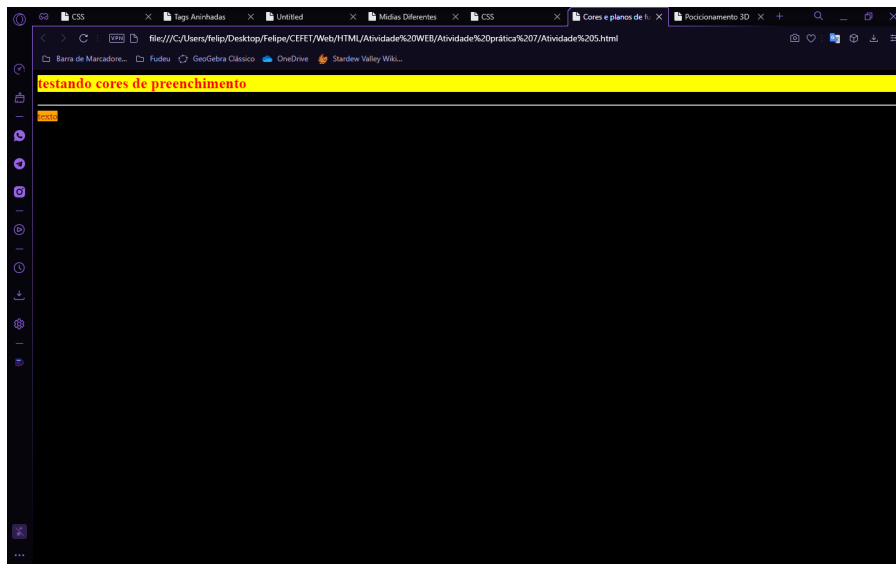 CSS Tags Aninhadas Untitled Midias Diferentes CSS Cores e planos de fu Pocicionamento 3D
VPN file:///C:/Users/felip/Desktop/Felipe/CEFET/Web/HTML/Atividade%20WEB/Atividade%20prática%207/Atividade%205.html
Barra de Marcadore... Fudeu GeoGebra Clássico OneDrive Stardew Valley Wiki...
testando cores de preenchimento
texto